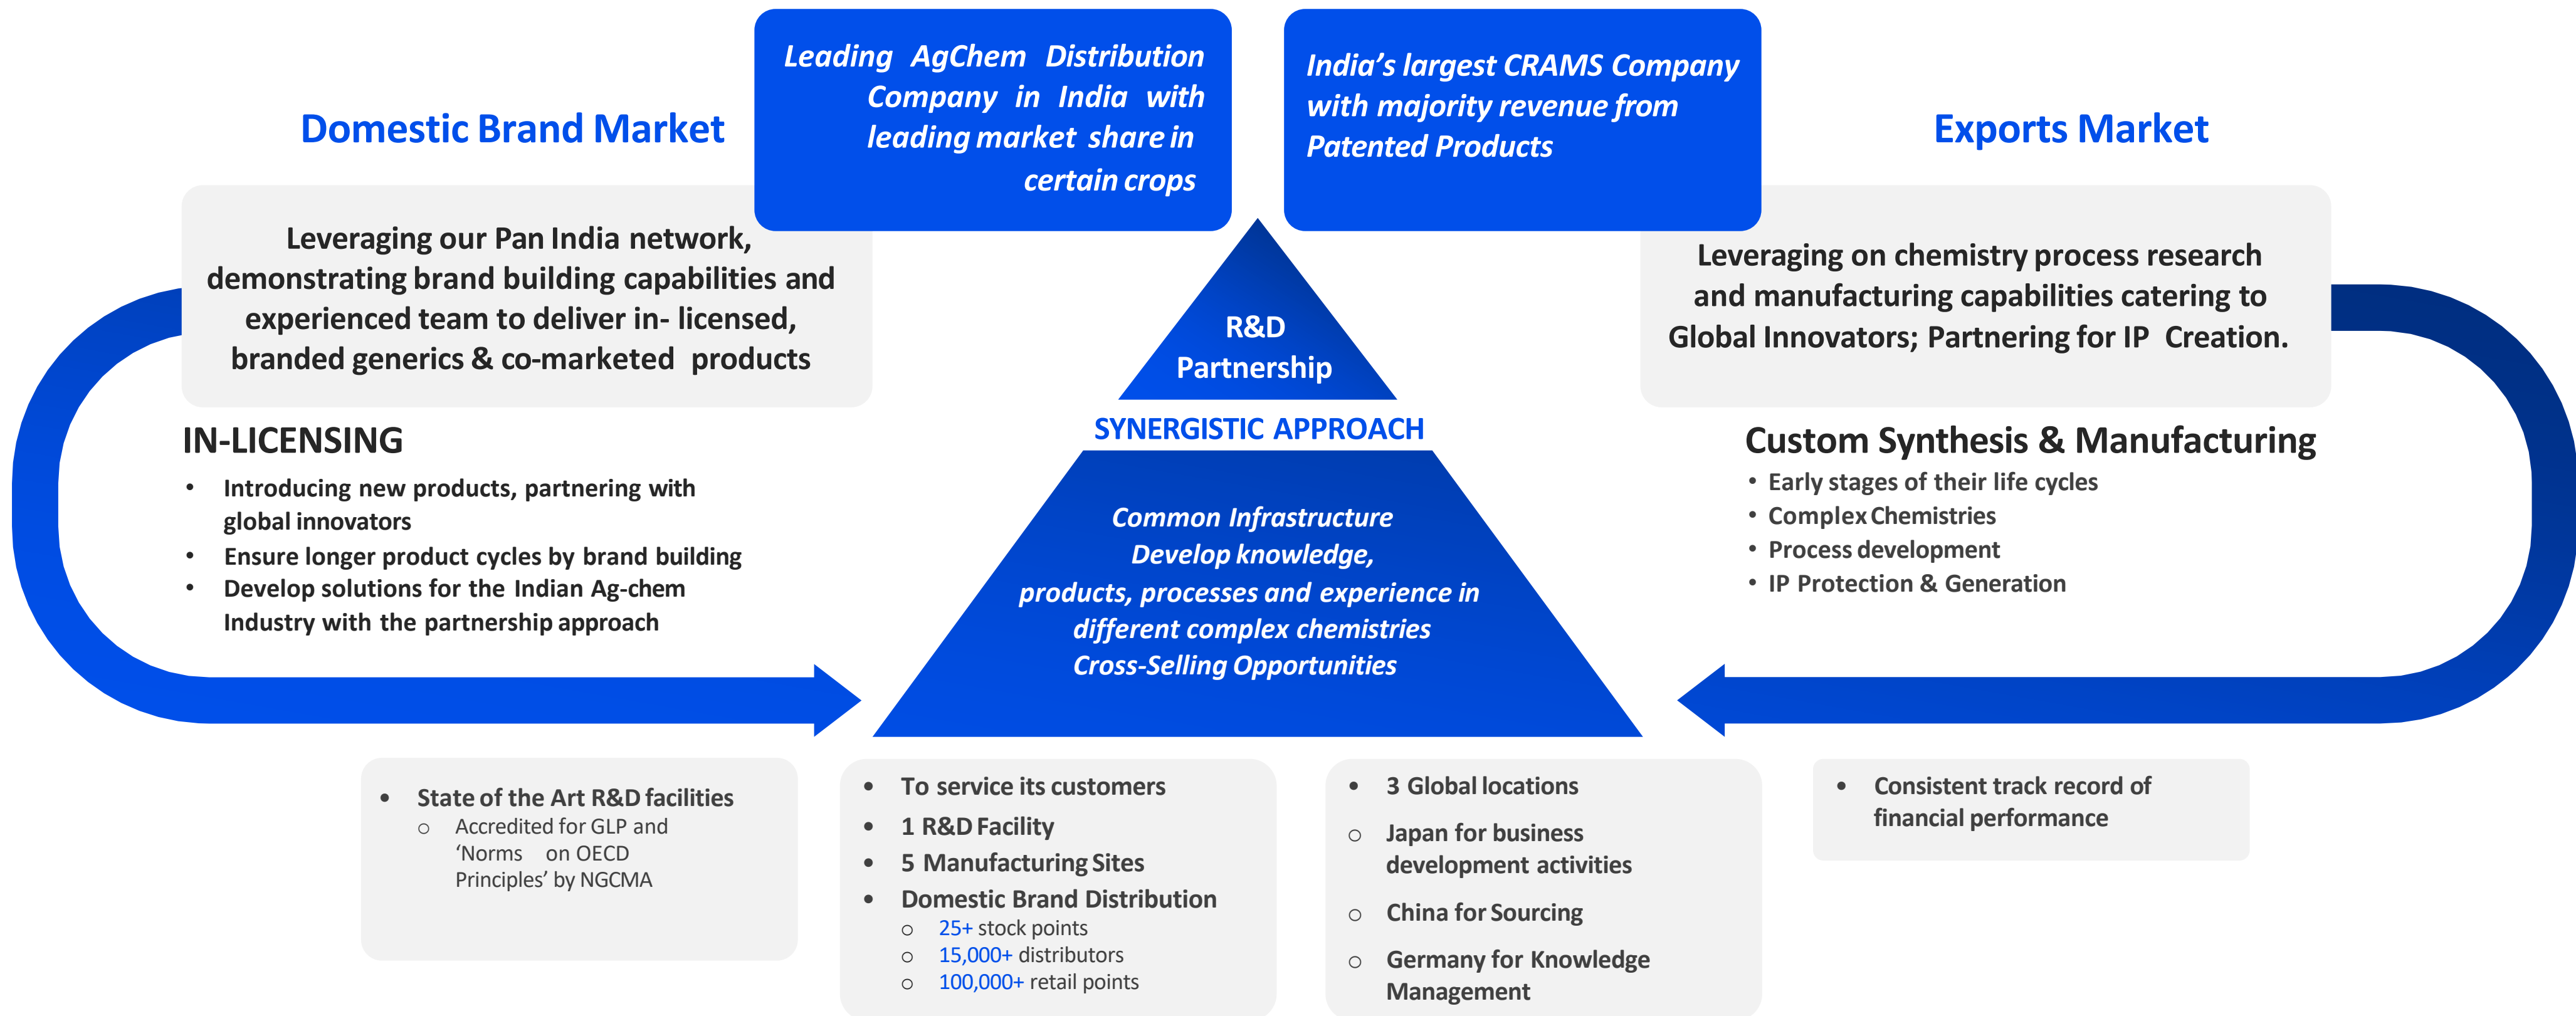 Leading AgChem Distribution
Company in India with
leading market share in
certain crops
India’s largest CRAMS Company
with majority revenue from
Patented Products
Domestic Brand Market
Exports Market
Leveraging our Pan India network,
demonstrating brand building capabilities and
experienced team to deliver in- licensed,
branded generics & co-marketed products
Leveraging on chemistry process research
and manufacturing capabilities catering to
Global Innovators; Partnering for IP Creation.
R&D
Partnership
SYNERGISTIC APPROACH
IN-LICENSING
• Introducing new products, partnering with
global innovators
• Ensure longer product cycles by brand building
• Develop solutions for the Indian Ag-chem
Industry with the partnership approach
Common Infrastructure
Develop knowledge,
products, processes and experience in
different complex chemistries
Cross-Selling Opportunities
Custom Synthesis & Manufacturing
• Early stages of their life cycles
• Complex Chemistries
• Process development
• IP Protection & Generation
• State of the Art R&D facilities
o Accredited for GLP and
‘Norms on OECD
Principles’ by NGCMA
• To service its customers
• 1 R&D Facility
• 5 Manufacturing Sites
• Domestic Brand Distribution
o 25+ stock points
o 15,000+ distributors
o 100,000+ retail points
• 3 Global locations
o Japan for business
development activities
o China for Sourcing
o Germany for Knowledge
Management
• Consistent track record of
financial performance